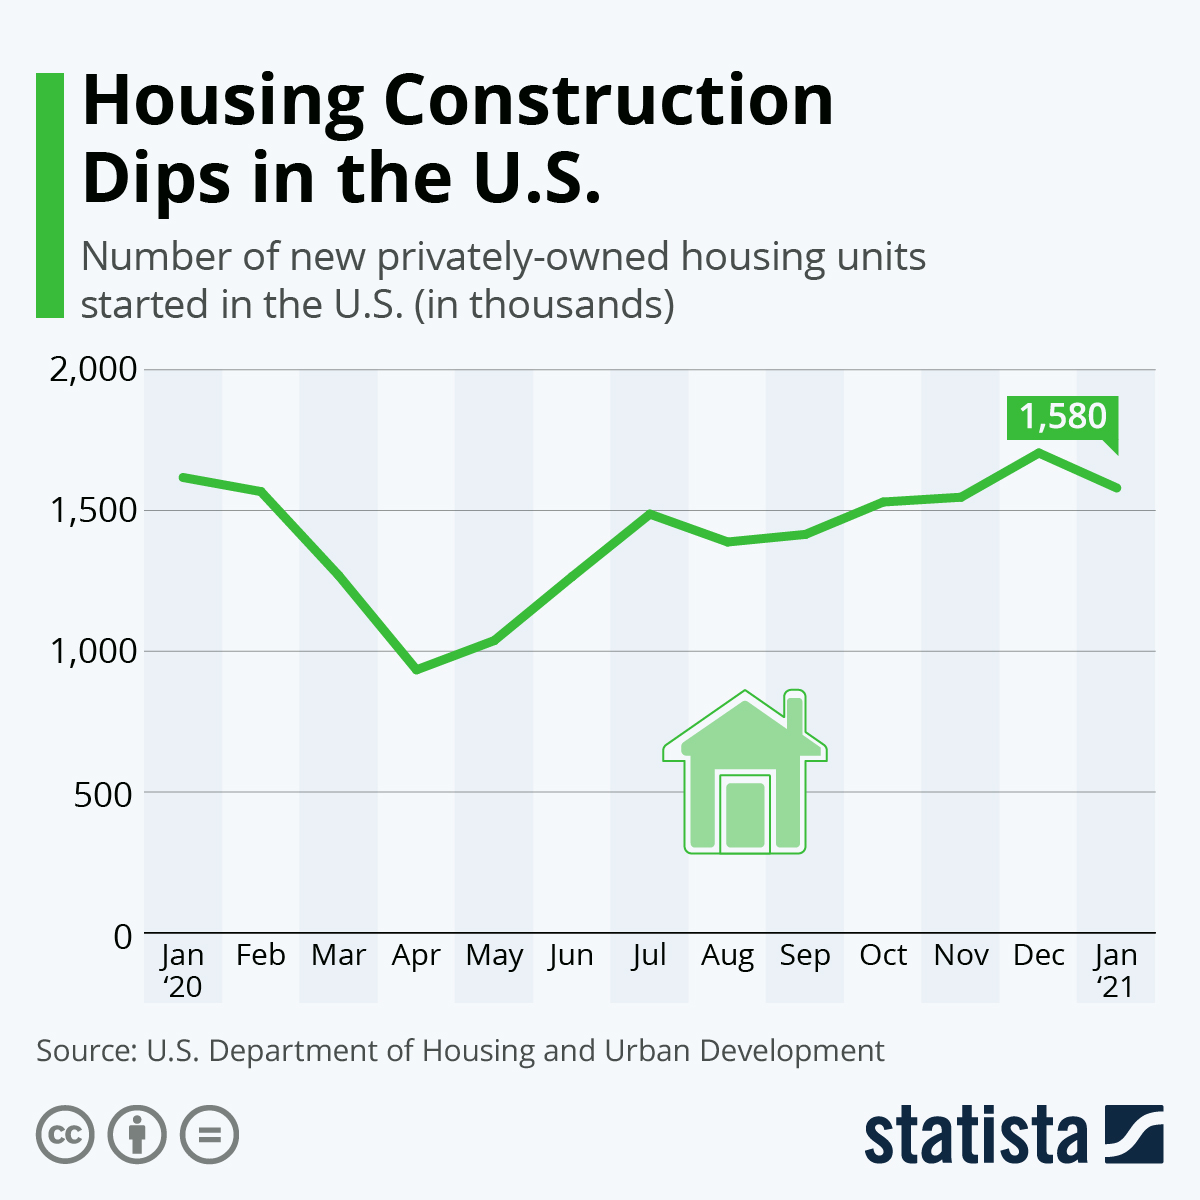 Housing Construction
Dips in the U.S.
Number of new privately-owned housing units
started in the U.S. (in thousands)
2,000
1,500
1,000
500
0
1,580
Jan Feb Mar Apr May Jun Jul Aug Sep Oct Nov Dec Jan
‘20 ‘21
Source: U.S. Department of Housing and Urban Development
cc
=
statista